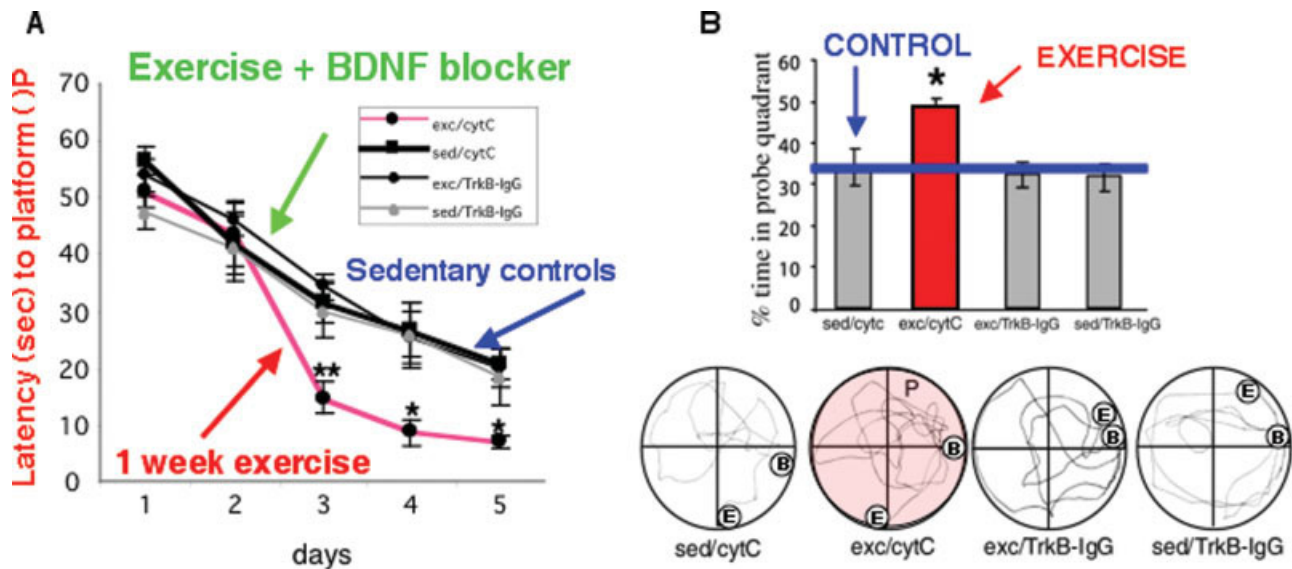 A
Exercise + BDNF blocker
Latency (sec) to platform ( )P
70
60
50
40
30
20
10
0
exc/cytC
sed/cytC
exc/TrkB-IgG
sed/TrkB-IgG
Sedentary controls
**
*
*
1 week exercise
1 2 3 4 5
days
B
CONTROL
EXERCISE
% time in probe quadrant
60
50
40
30
20
10
0
*
sed/cytc exc/cytC exc/TrkB-IgG sed/TrkB-IgG
B
E
sed/cytC
P
B
E
exc/cytC
E
B
exc/TrkB-IgG
E
B
sed/TrkB-IgG